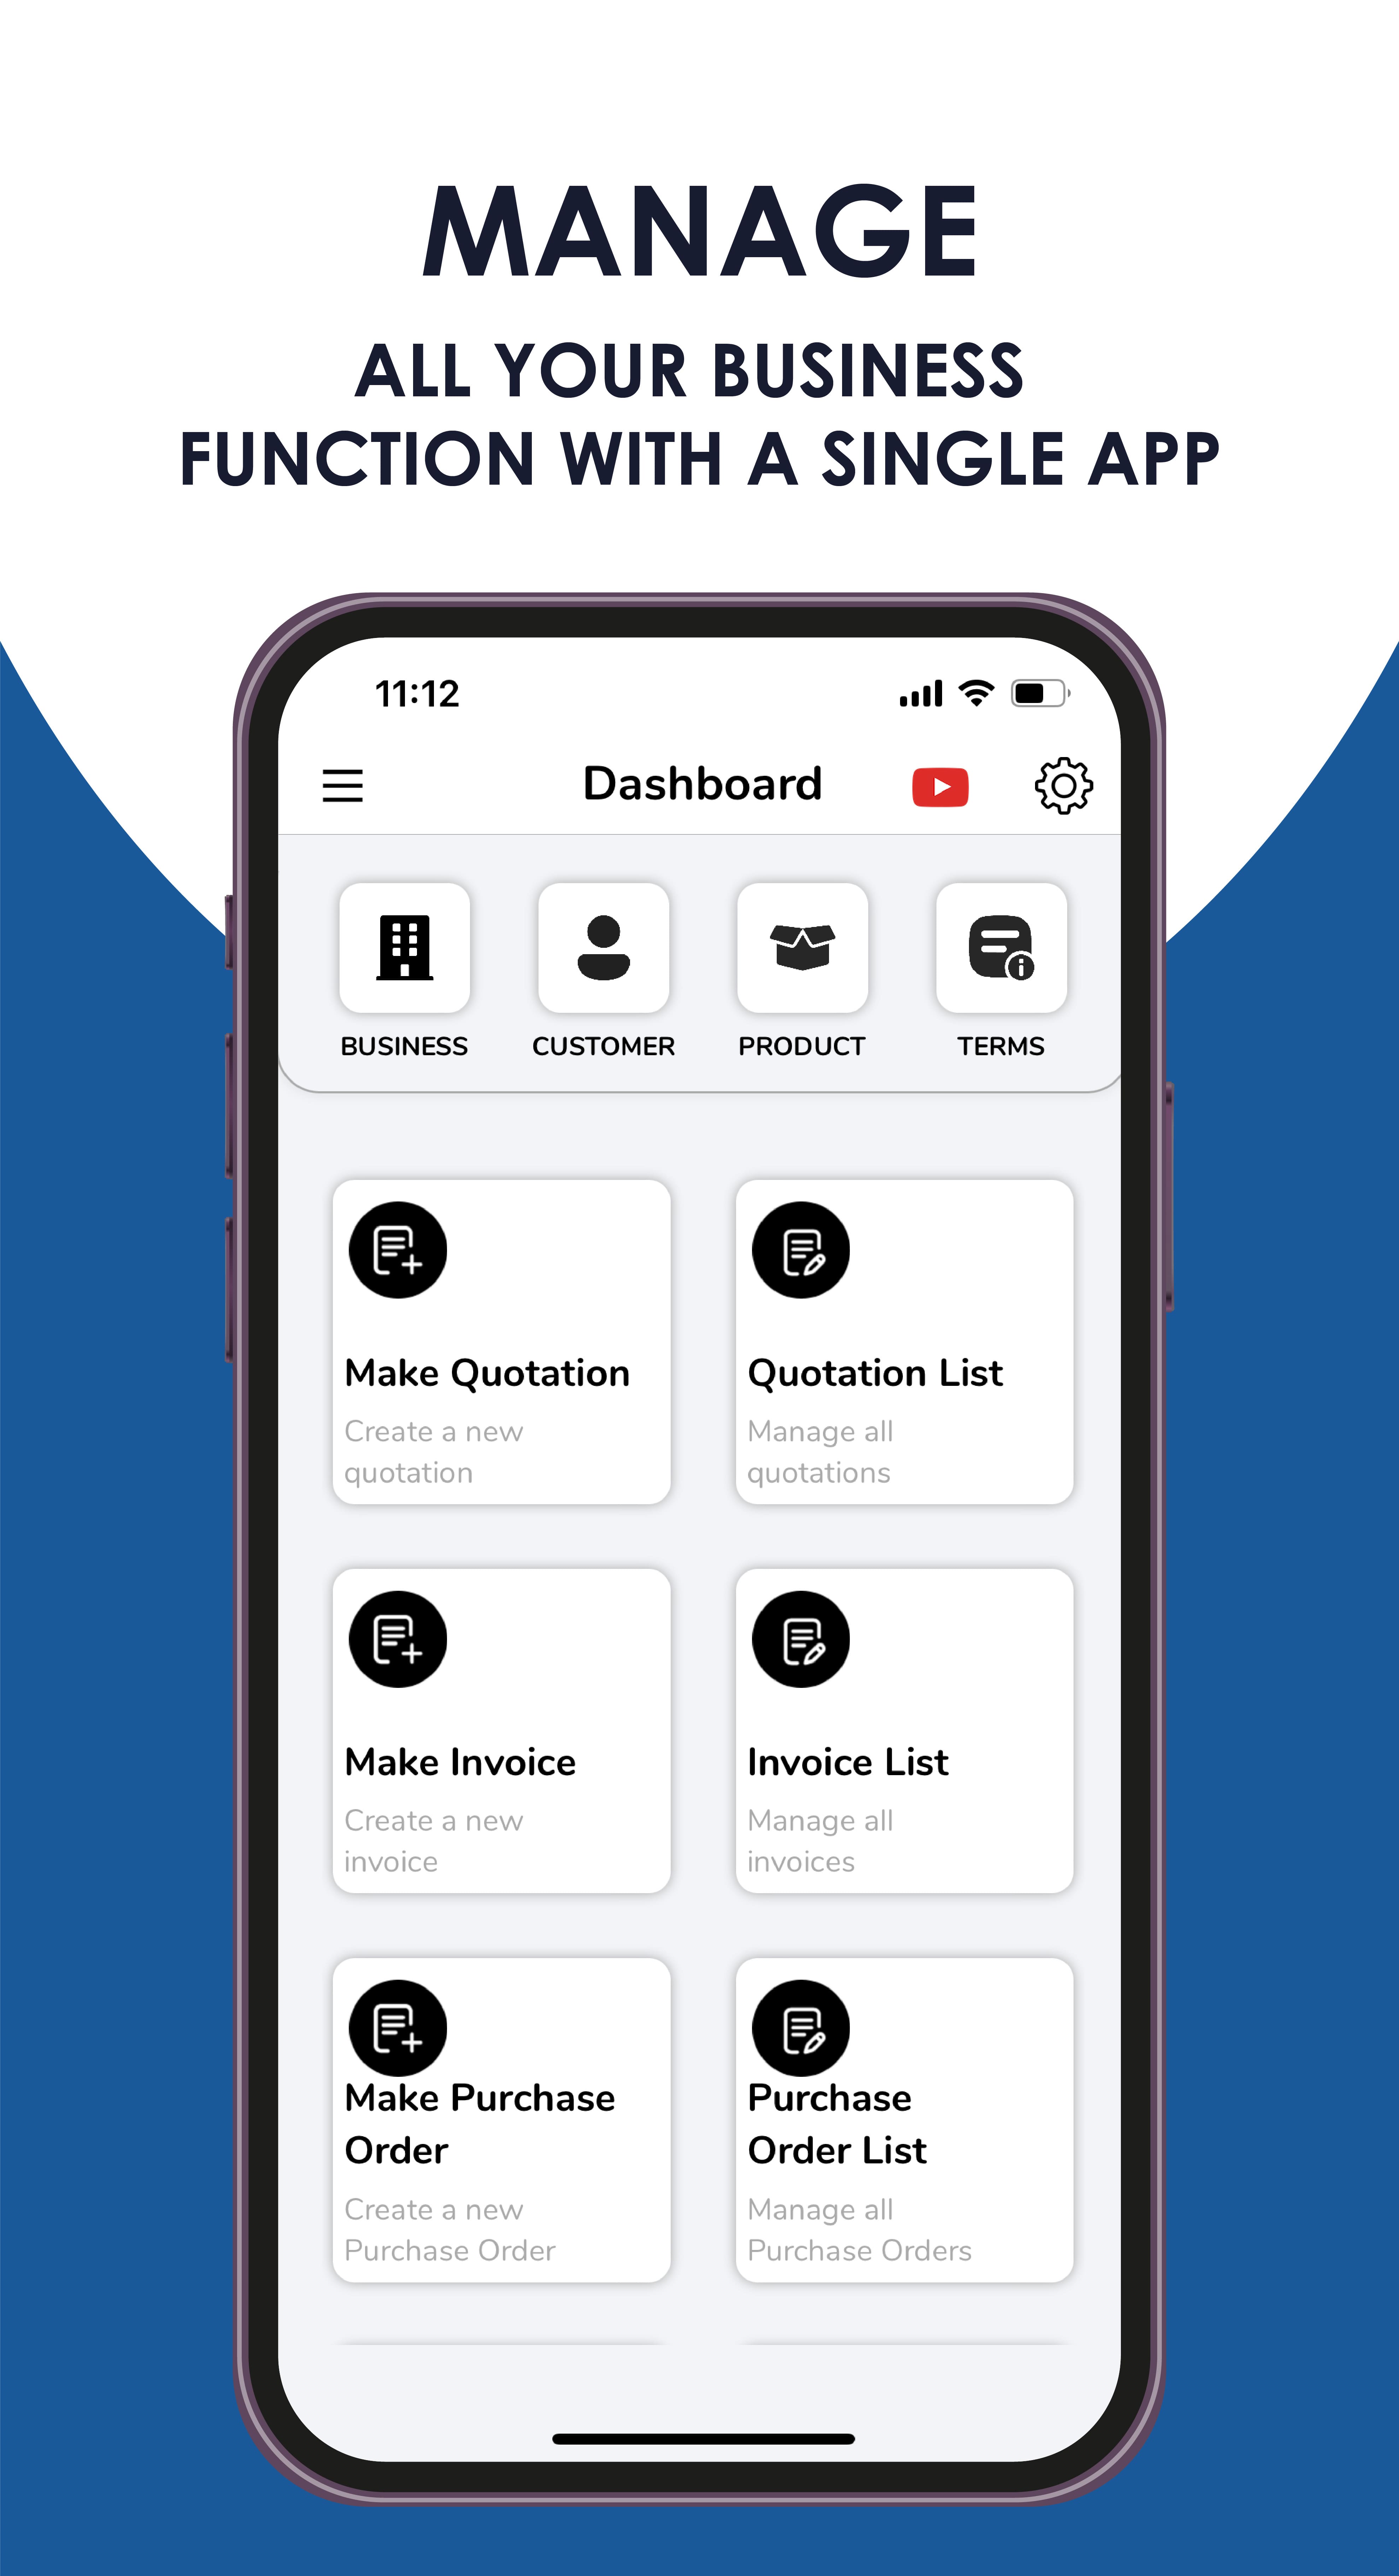 MANAGE
ALL YOUR BUSINESS
FUNCTION WITH A SINGLE APP
11:12
Dashboard
BUSINESS CUSTOMER PRODUCT TERMS
Make Quotation
Create a new
quotation
Quotation List
Manage all
quotations
Make Invoice
Create a new
invoice
Invoice List
Manage all
invoices
Make Purchase
Order
Create a new
Purchase Order
Purchase
Order List
Manage all
Purchase Orders